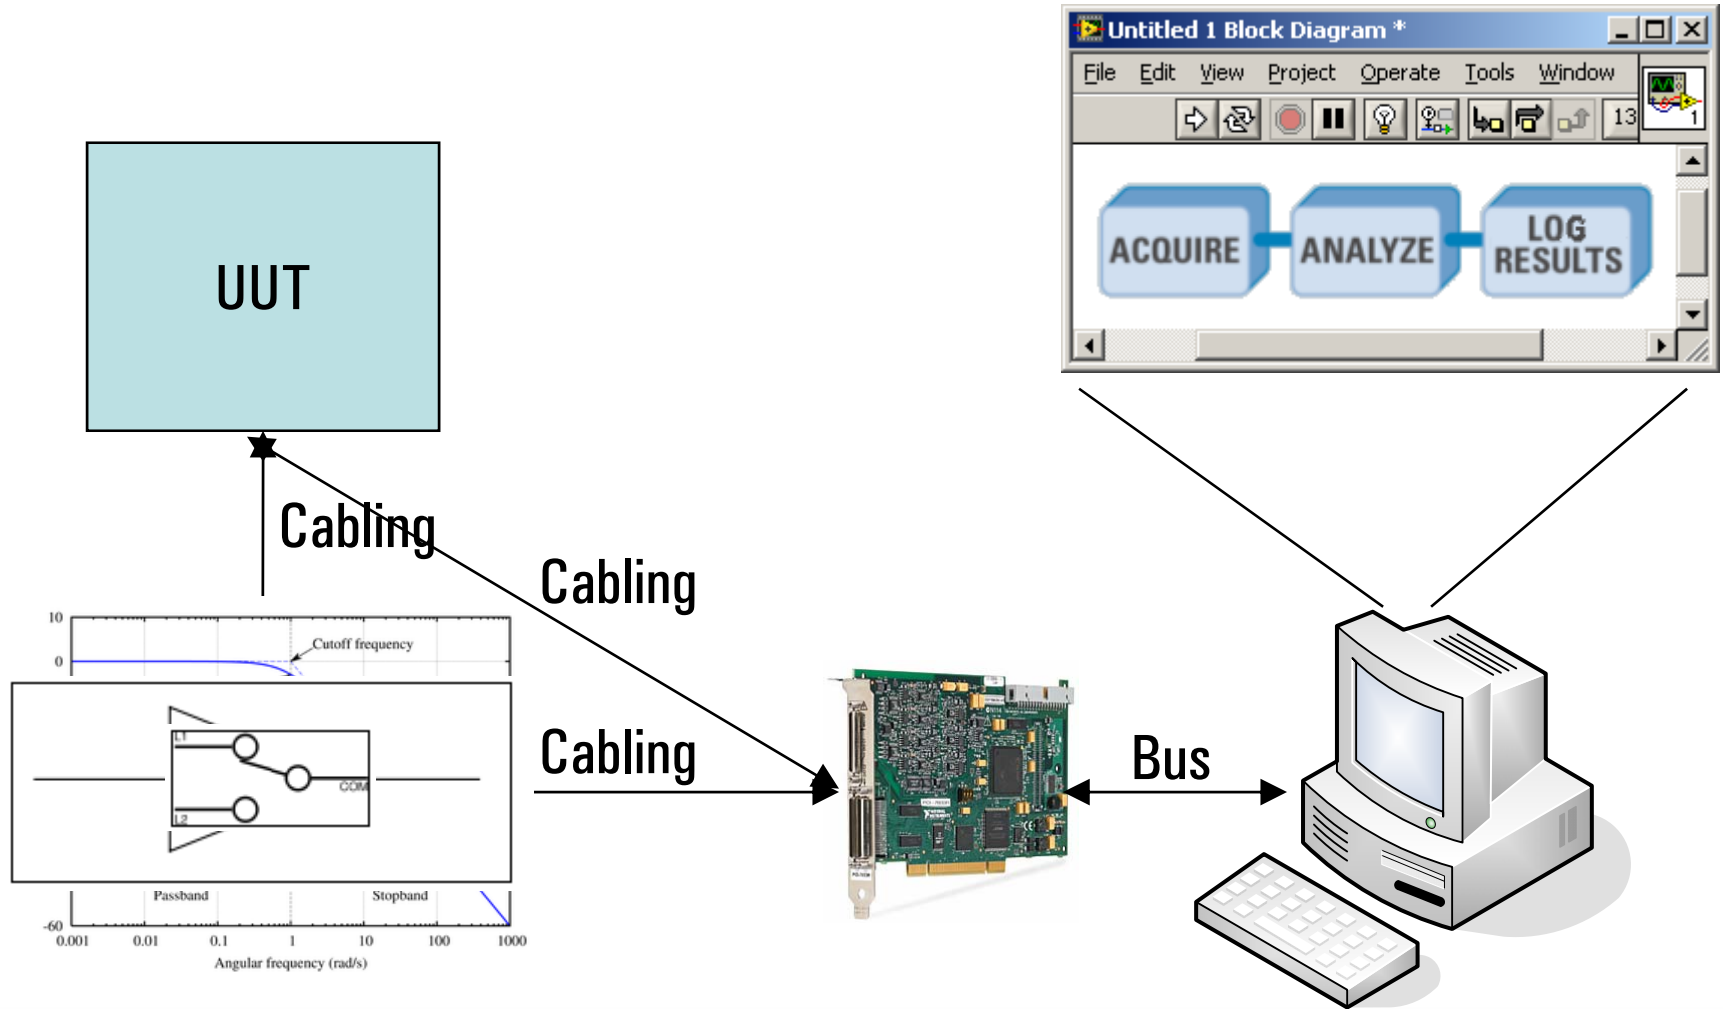 Untitled 1 Block Diagram *
File Edit View Project Operate Tools Window
13
1
ACQUIRE
ANALYZE
LOG
RESULTS
UUT
Cabling
Cabling
Cabling
Bus
10
0
Cutoff frequency
L1
COM
L2
Passband
Stopband
-60
0.001 0.01 0.1 1 10 100 1000
Angular frequency (rad/s)